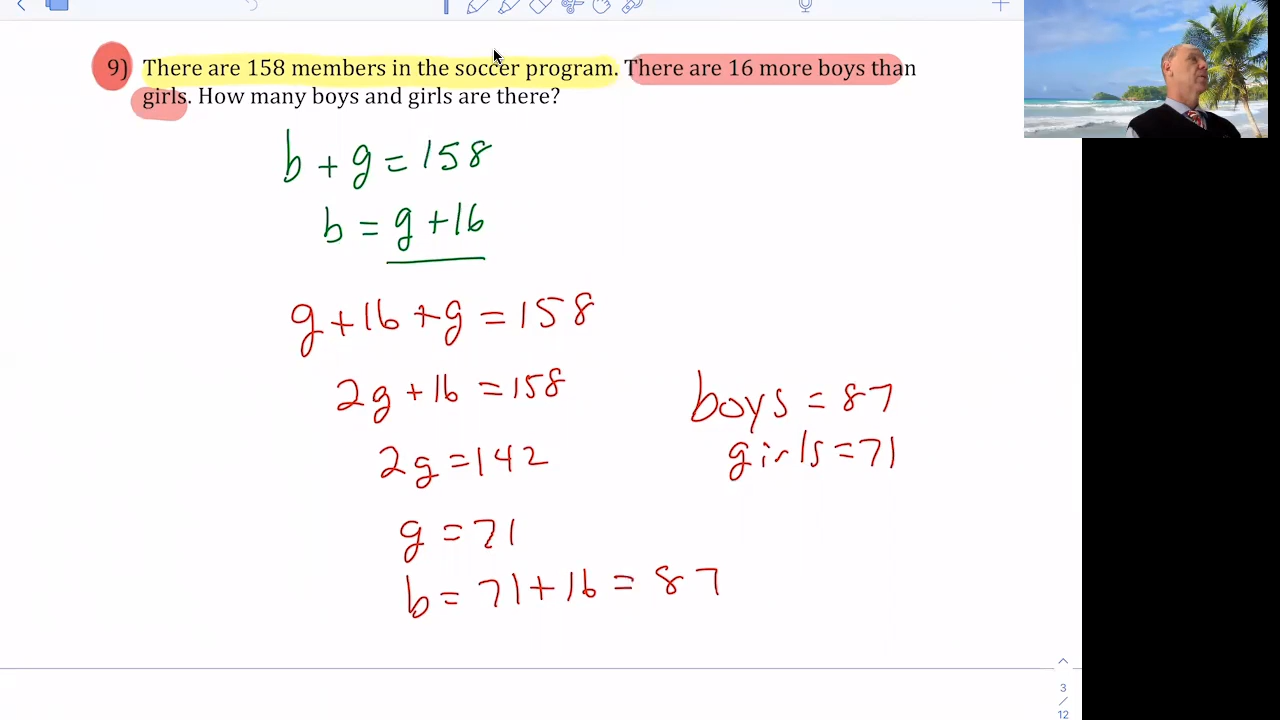 9) There are 158 members in the soccer program. There are 16 more boys than
girls. How many boys and girls are there?
b + g = 158
b = g + 16
g + 16 + g = 158
2g + 16 = 158
2g = 142
g = 71
b = 71 + 16 = 87
boys = 87
girls = 71
3
/
12